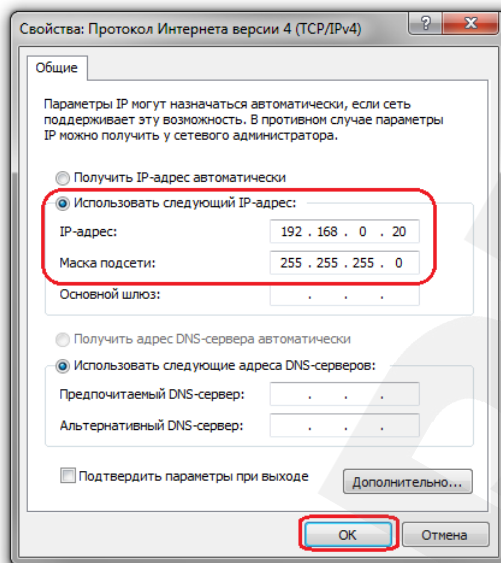 Свойства: Протокол Интернета версии 4 (TCP/IPv4)
Общие
Параметры IP могут назначаться автоматически, если сеть
поддерживает эту возможность. В противном случае параметры
IP можно получить у сетевого администратора.
Получить IP-адрес автоматически
Использовать следующий IP-адрес:
IP-адрес: 192 . 168 . 0 . 20
Маска подсети: 255 . 255 . 255 . 0
Основной шлюз: . . .
Получить адрес DNS-сервера автоматически
Использовать следующие адреса DNS-серверов:
Предпочитаемый DNS-сервер: . . .
Альтернативный DNS-сервер: . . .
Подтвердить параметры при выходе
Дополнительно...
ОК
Отмена